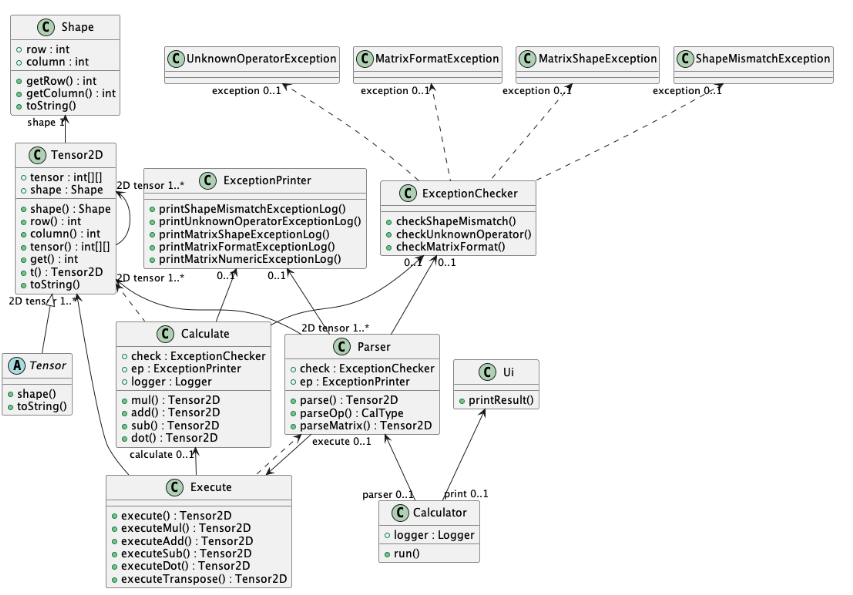 C Shape
row : int
column : int
getRow() : int
getColumn() : int
toString()
shape 1
C UnknownOperatorException
C MatrixFormatException
C MatrixShapeException
C ShapeMismatchException
exception 0..1
exception 0..1
exception 0..1
exception 0..1
C Tensor2D
tensor : int[][]
shape : Shape
shape() : Shape
row() : int
column() : int
tensor() : int[][]
get() : int
t() : Tensor2D
toString()
2D tensor 1..*
2D tensor 1..*
2D tensor 1..*
2D tensor 1..*
C ExceptionPrinter
printShapeMismatchExceptionLog()
printUnknownOperatorExceptionLog()
printMatrixShapeExceptionLog()
printMatrixFormatExceptionLog()
printMatrixNumericExceptionLog()
0..1
0..1
C ExceptionChecker
checkShapeMismatch()
checkUnknownOperator()
checkMatrixFormat()
0..1
0..1
A Tensor
shape()
toString()
C Calculate
check : ExceptionChecker
ep : ExceptionPrinter
logger : Logger
mul() : Tensor2D
add() : Tensor2D
sub() : Tensor2D
dot() : Tensor2D
calculate 0..1
C Parser
check : ExceptionChecker
ep : ExceptionPrinter
parse() : Tensor2D
parseOp() : CalType
parseMatrix() : Tensor2D
execute 0..1
C Ui
printResult()
C Execute
execute() : Tensor2D
executeMul() : Tensor2D
executeAdd() : Tensor2D
executeSub() : Tensor2D
executeDot() : Tensor2D
executeTranspose() : Tensor2D
parser 0..1
print 0..1
C Calculator
logger : Logger
run()